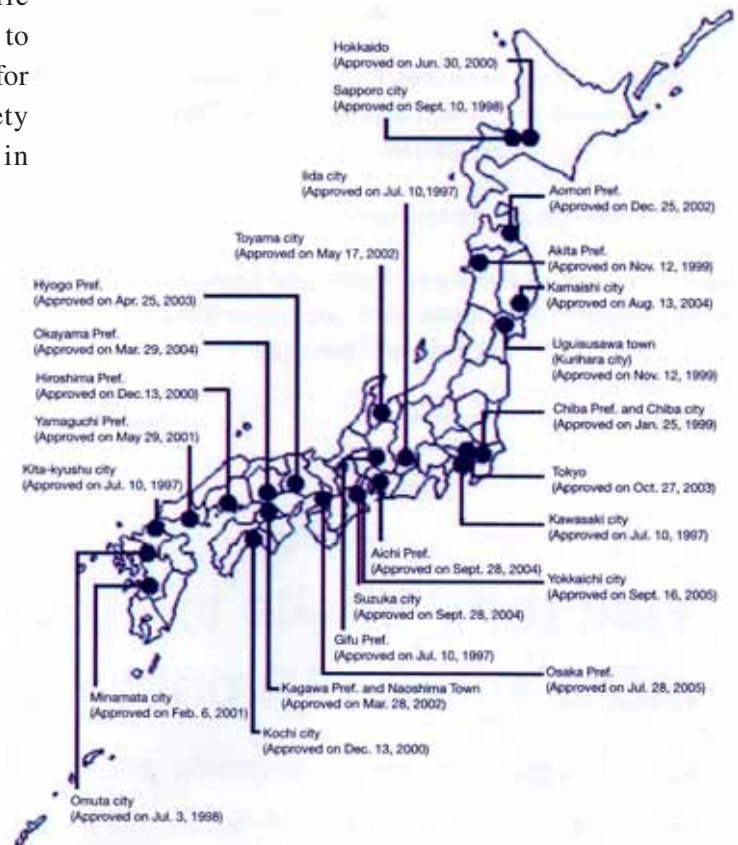 to
for
ety
in
Hokkaido
(Approved on Jun. 30, 2000)
Sapporo city
(Approved on Sept. 10, 1998)
Iida city
(Approved on Jul. 10,1997)
Aomori Pref.
(Approved on Dec. 25, 2002)
Toyama city
(Approved on May 17, 2002)
Akita Pref.
(Approved on Nov. 12, 1999)
Hyogo Pref.
(Approved on Apr. 25, 2003)
Kamaishi city
(Approved on Aug. 13, 2004)
Okayama Pref.
(Approved on Mar. 29, 2004)
Uguisusawa town
(Kurihara city)
(Approved on Nov. 12, 1999)
Hiroshima Pref.
(Approved on Dec.13, 2000)
Chiba Pref. and Chiba city
(Approved on Jan. 25, 1999)
Yamaguchi Pref.
(Approved on May 29, 2001)
Kita-kyushu city
(Approved on Jul. 10, 1997)
Tokyo
(Approved on Oct. 27, 2003)
Kawasaki city
(Approved on Jul. 10, 1997)
Aichi Pref.
(Approved on Sept. 28, 2004)
Yokkaichi city
(Approved on Sept. 16, 2005)
Suzuka city
(Approved on Sept. 28, 2004)
Gifu Pref.
(Approved on Jul. 10, 1997)
Osaka Pref.
(Approved on Jul. 28, 2005)
Kagawa Pref. and Naoshima Town
(Approved on Mar. 28, 2002)
Minamata city
(Approved on Feb. 6, 2001)
Kochi city
(Approved on Dec. 13, 2000)
Omuta city
(Approved on Jul. 3, 1998)